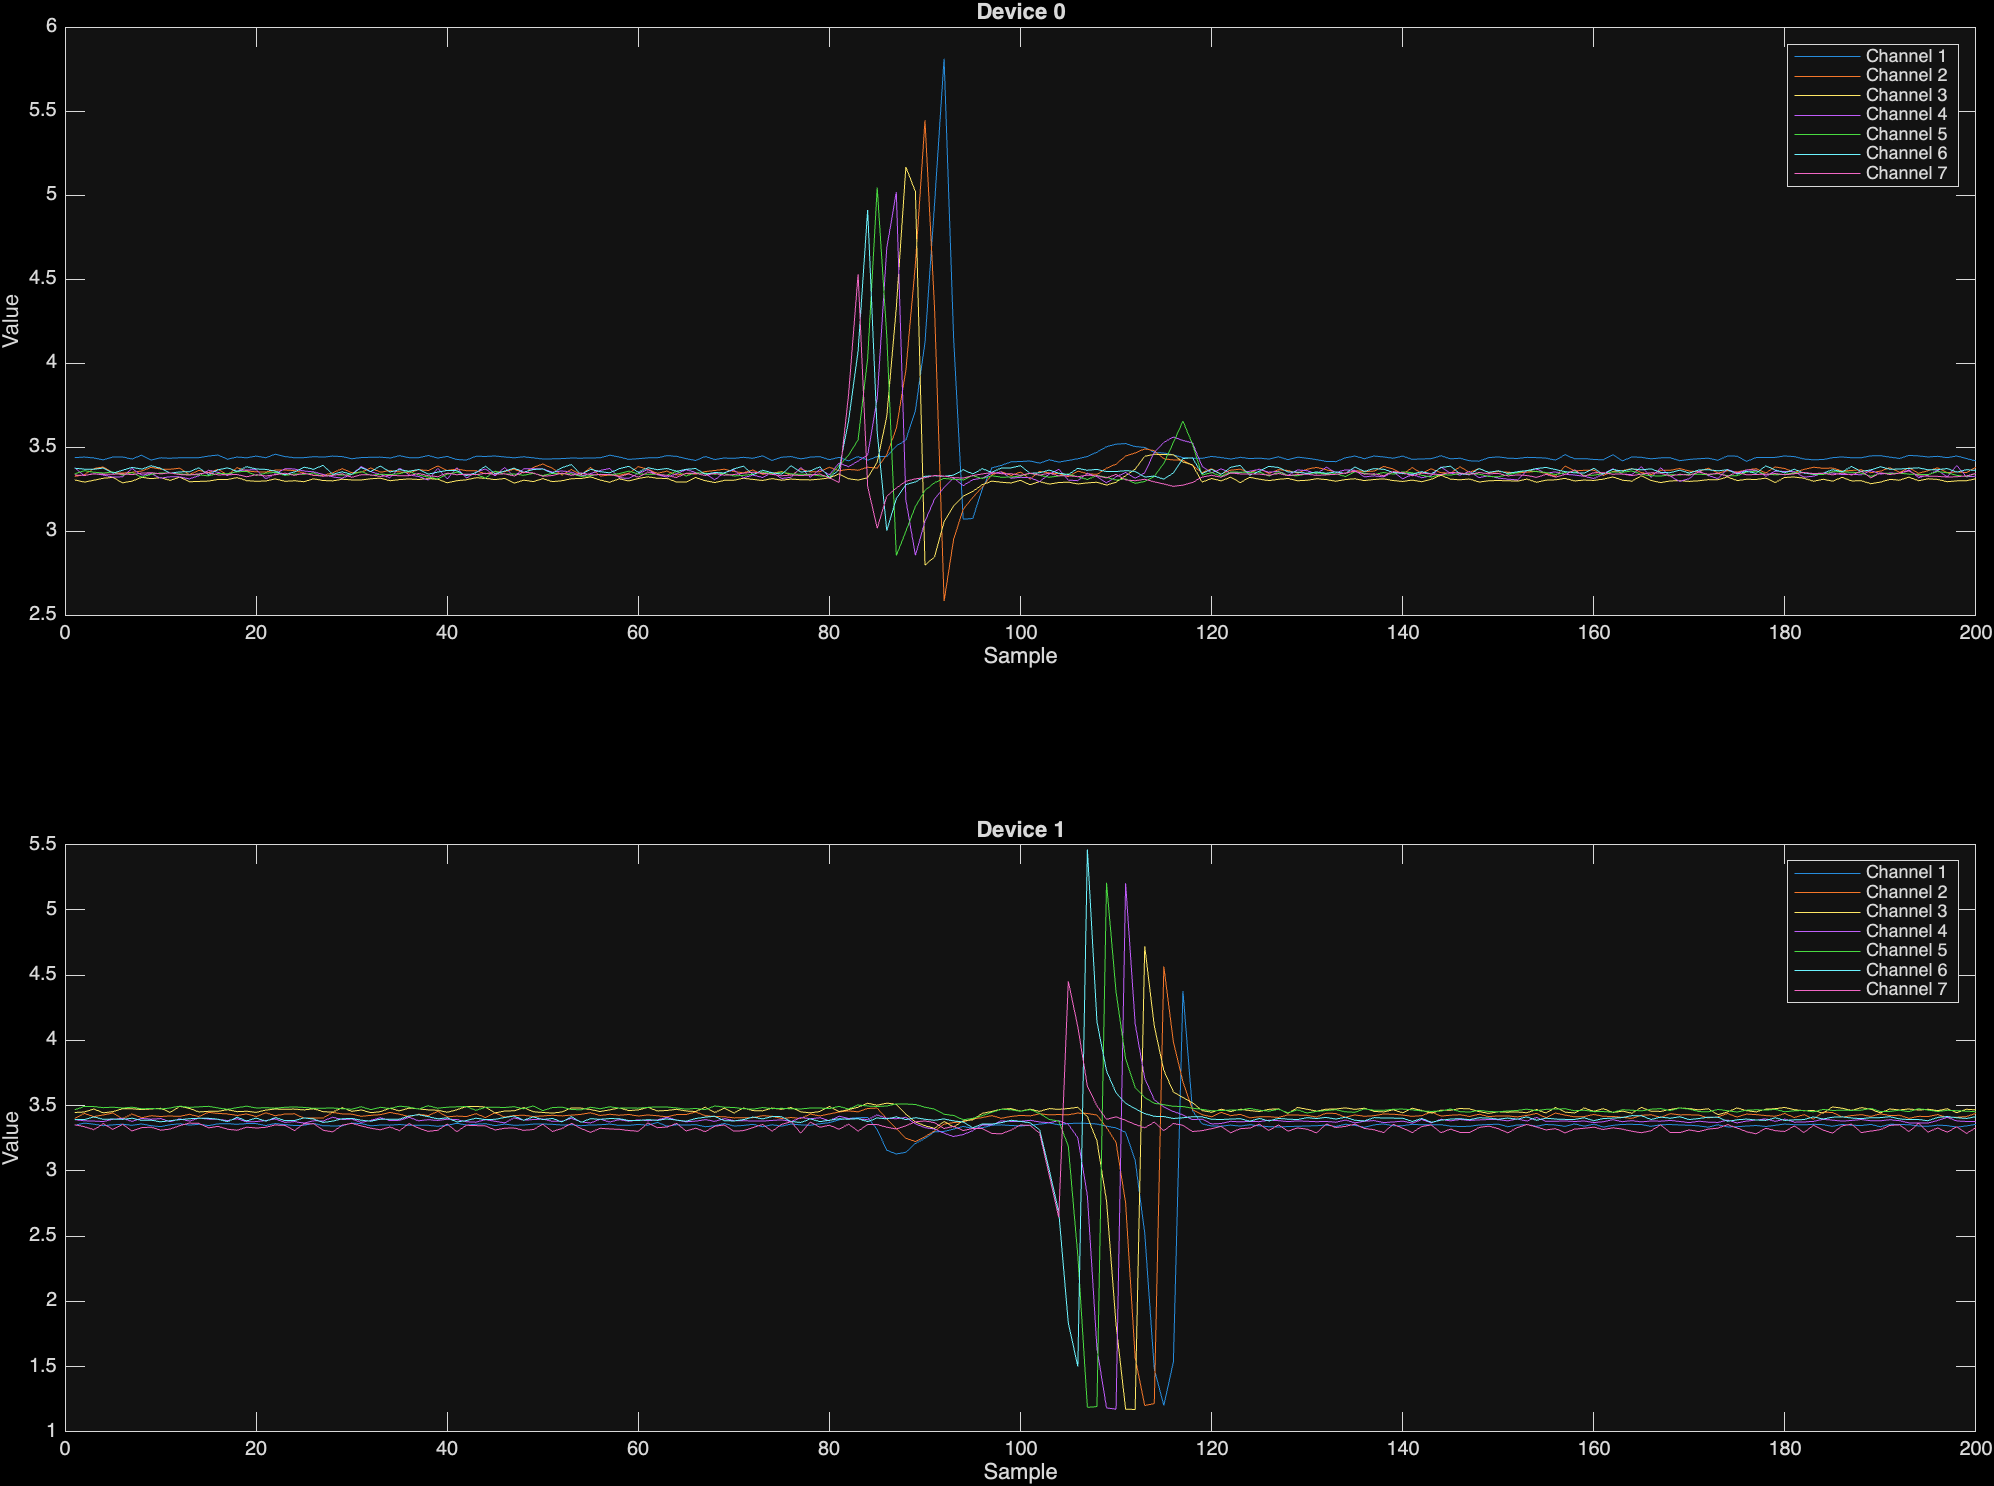 Device 0
6
5.5
5
4.5
4
3.5
3
2.5
Value
0 20 40 60 80 100 120 140 160 180 200
Sample
Channel 1
Channel 2
Channel 3
Channel 4
Channel 5
Channel 6
Channel 7
Device 1
5.5
5
4.5
4
3.5
3
2.5
2
1.5
1
Value
0 20 40 60 80 100 120 140 160 180 200
Sample
Channel 1
Channel 2
Channel 3
Channel 4
Channel 5
Channel 6
Channel 7